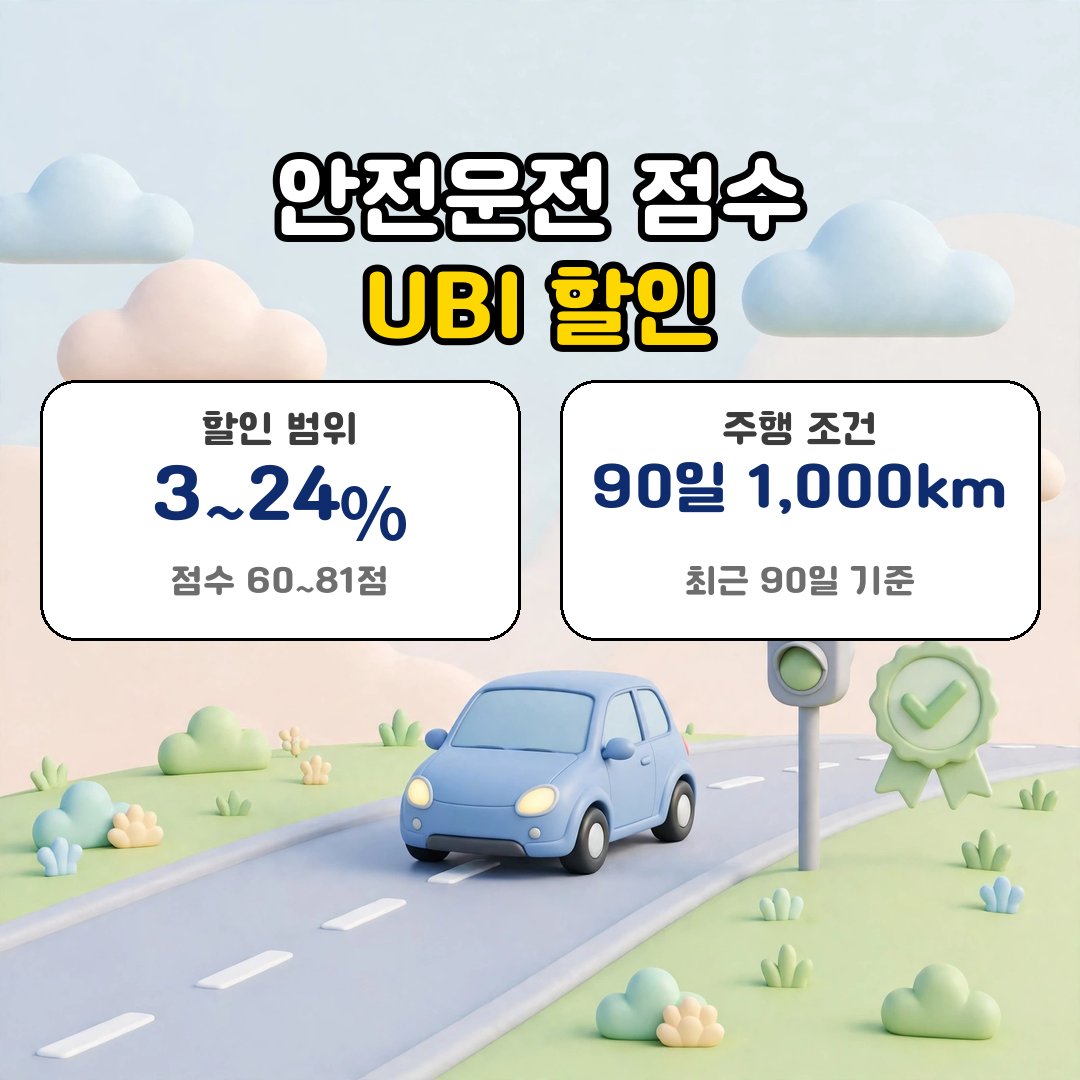 안전운전 점수
UBI 할인
할인 범위
3~24%
점수 60~81점
주행 조건
90일 1,000km
최근 90일 기준